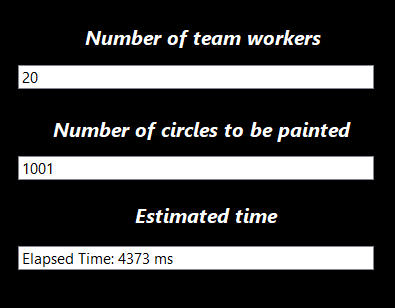 Number of team workers
20
Number of circles to be painted
1001
Estimated time
Elapsed Time: 4373 ms